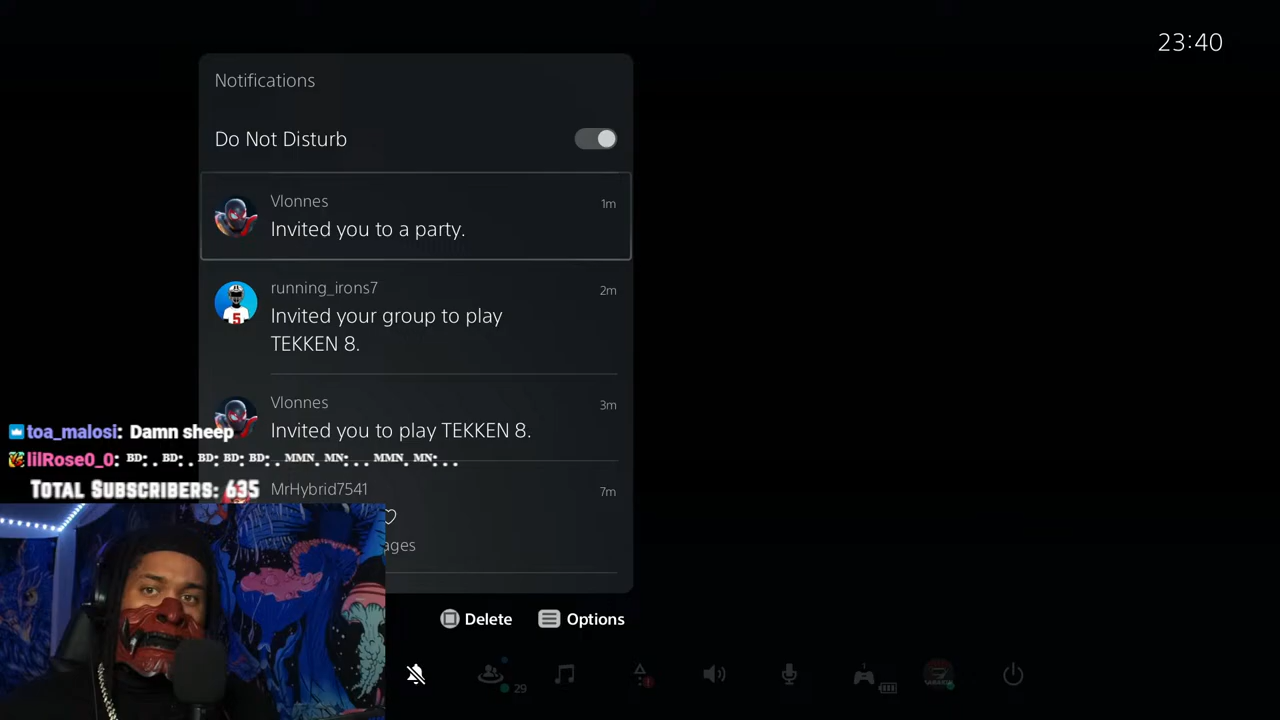 23:40
Notifications
Do Not Disturb
Vlonnes
1m
Invited you to a party.
running_irons7
2m
Invited your group to play
TEKKEN 8.
Vlonnes
3m
Invited you to play TEKKEN 8.
toa_malosi: Damn sheep
lilRose0_0: ᴮᴰ: . ᴮᴰ: . ᴮᴰ: ᴮᴰ: ᴮᴰ: . ᴹᴹᴺ. ᴹᴺ: . . ᴹᴹᴺ. ᴹᴺ: . .
TOTAL SUBSCRIBERS: 635
MrHybrid7541
7m
ages
Delete
Options
29
1